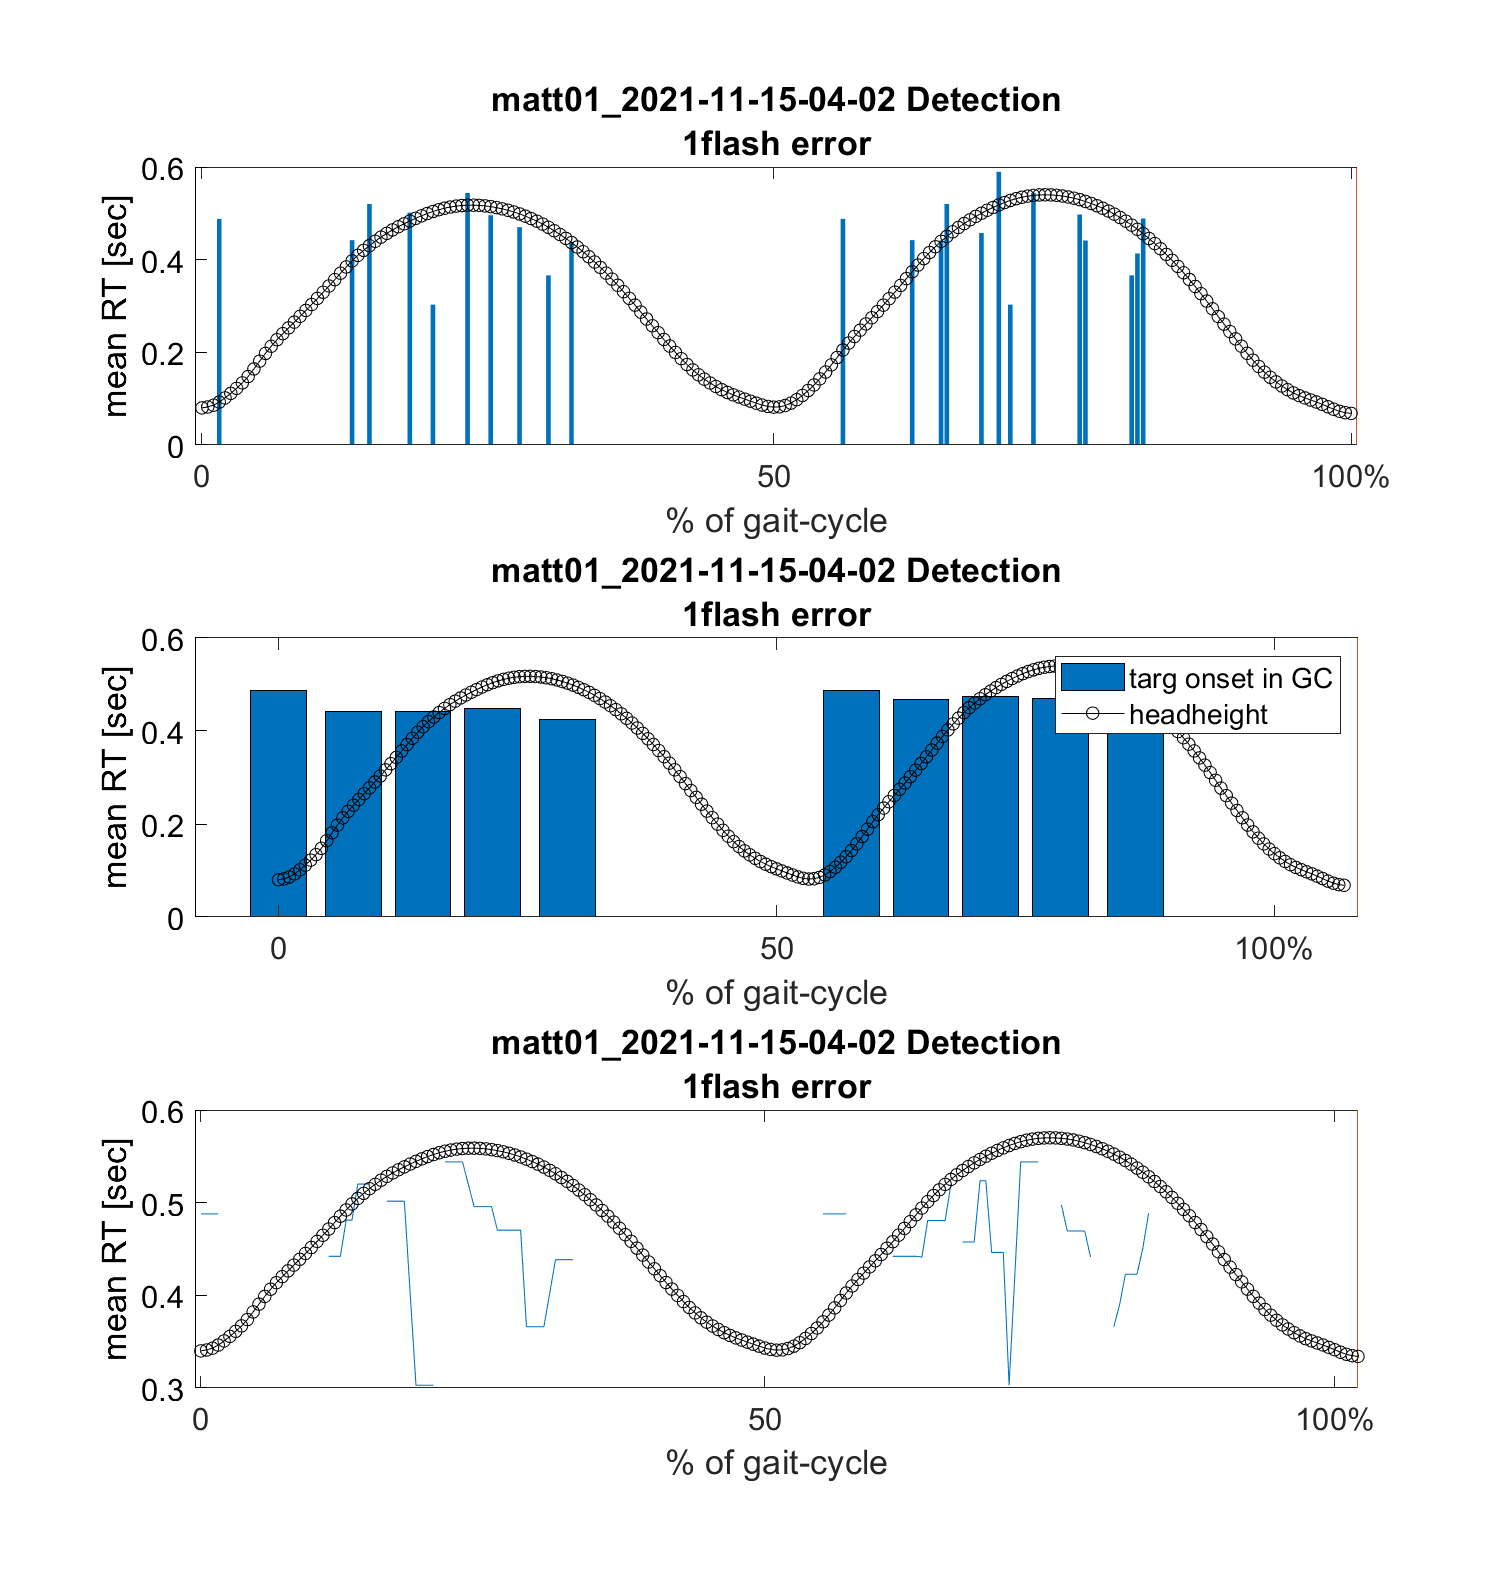 matt01_2021-11-15-04-02 Detection
1flash error
mean RT [sec]
0.6
0.4
0.2
0
0 50 100%
% of gait-cycle
matt01_2021-11-15-04-02 Detection
1flash error
mean RT [sec]
0.6
0.4
0.2
0
targ onset in GC
headheight
0 50 100%
% of gait-cycle
matt01_2021-11-15-04-02 Detection
1flash error
mean RT [sec]
0.6
0.5
0.4
0.3
0 50 100%
% of gait-cycle